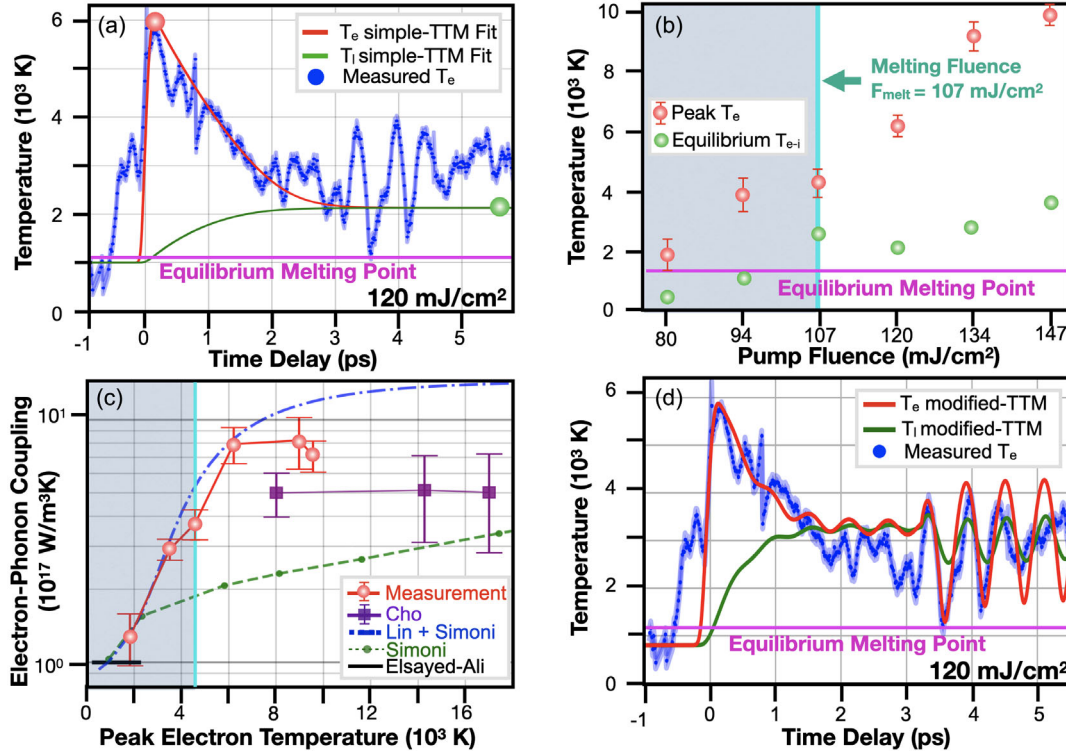 (a)
Temperature (10³ K)
6
4
2
0
Tₑ simple-TTM Fit
Tₗ simple-TTM Fit
Measured Tₑ
Equilibrium Melting Point
120 mJ/cm²
-1 0 1 2 3 4 5
Time Delay (ps)
(b)
Temperature (10³ K)
10
8
6
4
2
0
Melting Fluence
Fₘₑₗₜ = 107 mJ/cm²
Peak Tₑ
Equilibrium Tₑ₋ᵢ
Equilibrium Melting Point
80 94 107 120 134 147
Pump Fluence (mJ/cm²)
(c)
Electron-Phonon Coupling
(10¹⁷ W/m³K)
10¹
10⁰
Measurement
Cho
Lin + Simoni
Simoni
Elsayed-Ali
0 4 8 12 16
Peak Electron Temperature (10³ K)
(d)
Temperature (10³ K)
6
4
2
0
Tₑ modified-TTM
Tₗ modified-TTM
Measured Tₑ
Equilibrium Melting Point
120 mJ/cm²
-1 0 1 2 3 4 5
Time Delay (ps)